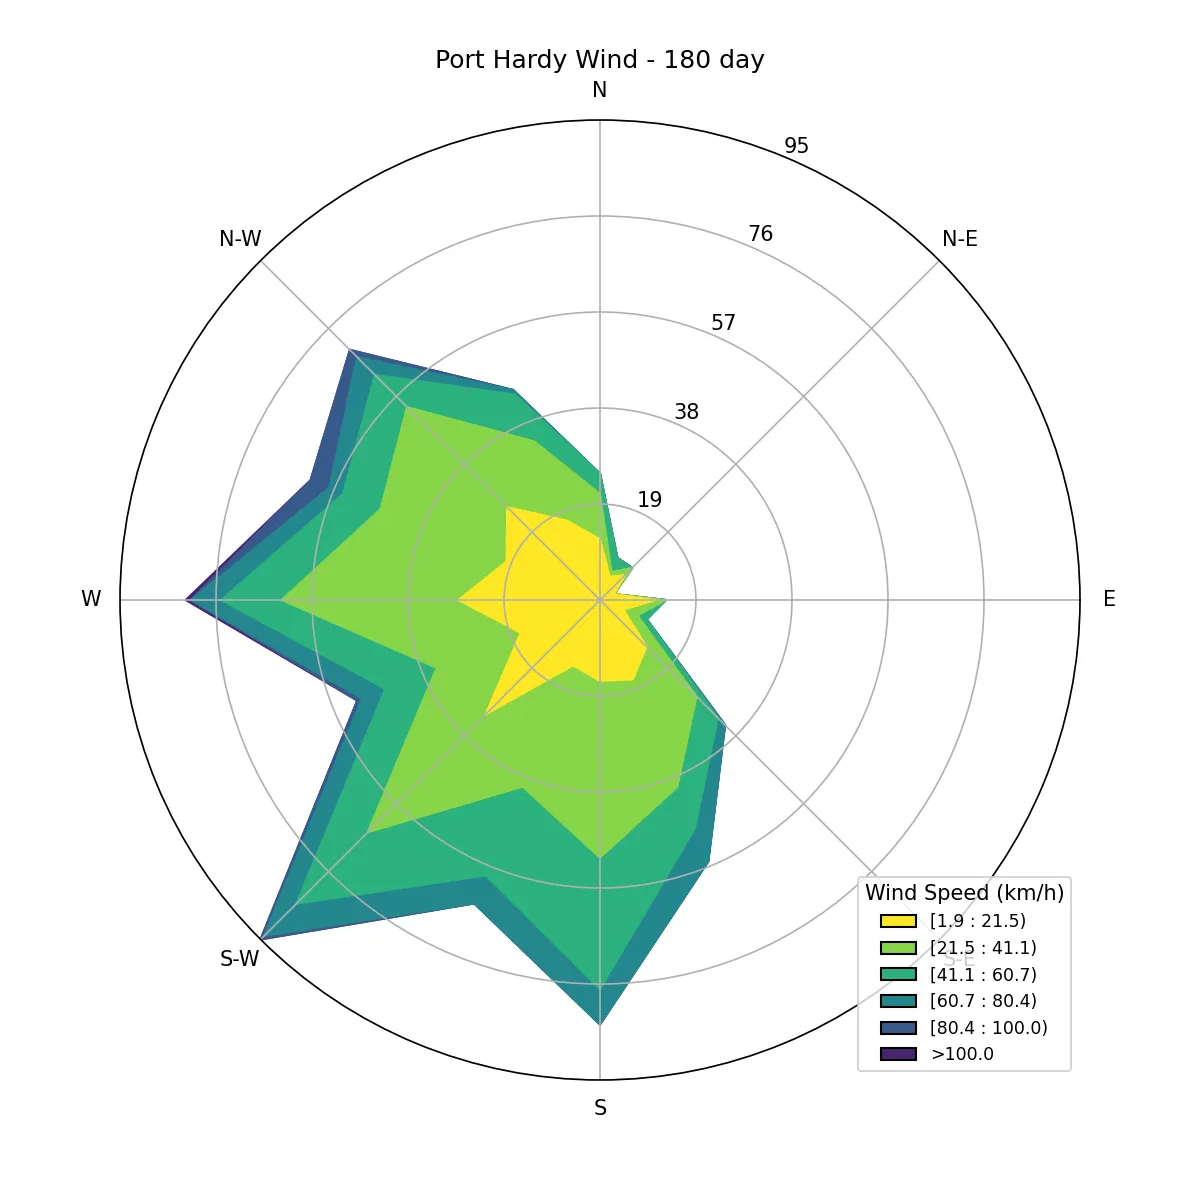 Port Hardy Wind - 180 day
N
95
N-W
76
N-E
57
38
19
W
E
S-W
S-E
S
Wind Speed (km/h)
[1.9 : 21.5)
[21.5 : 41.1)
[41.1 : 60.7)
[60.7 : 80.4)
[80.4 : 100.0)
>100.0